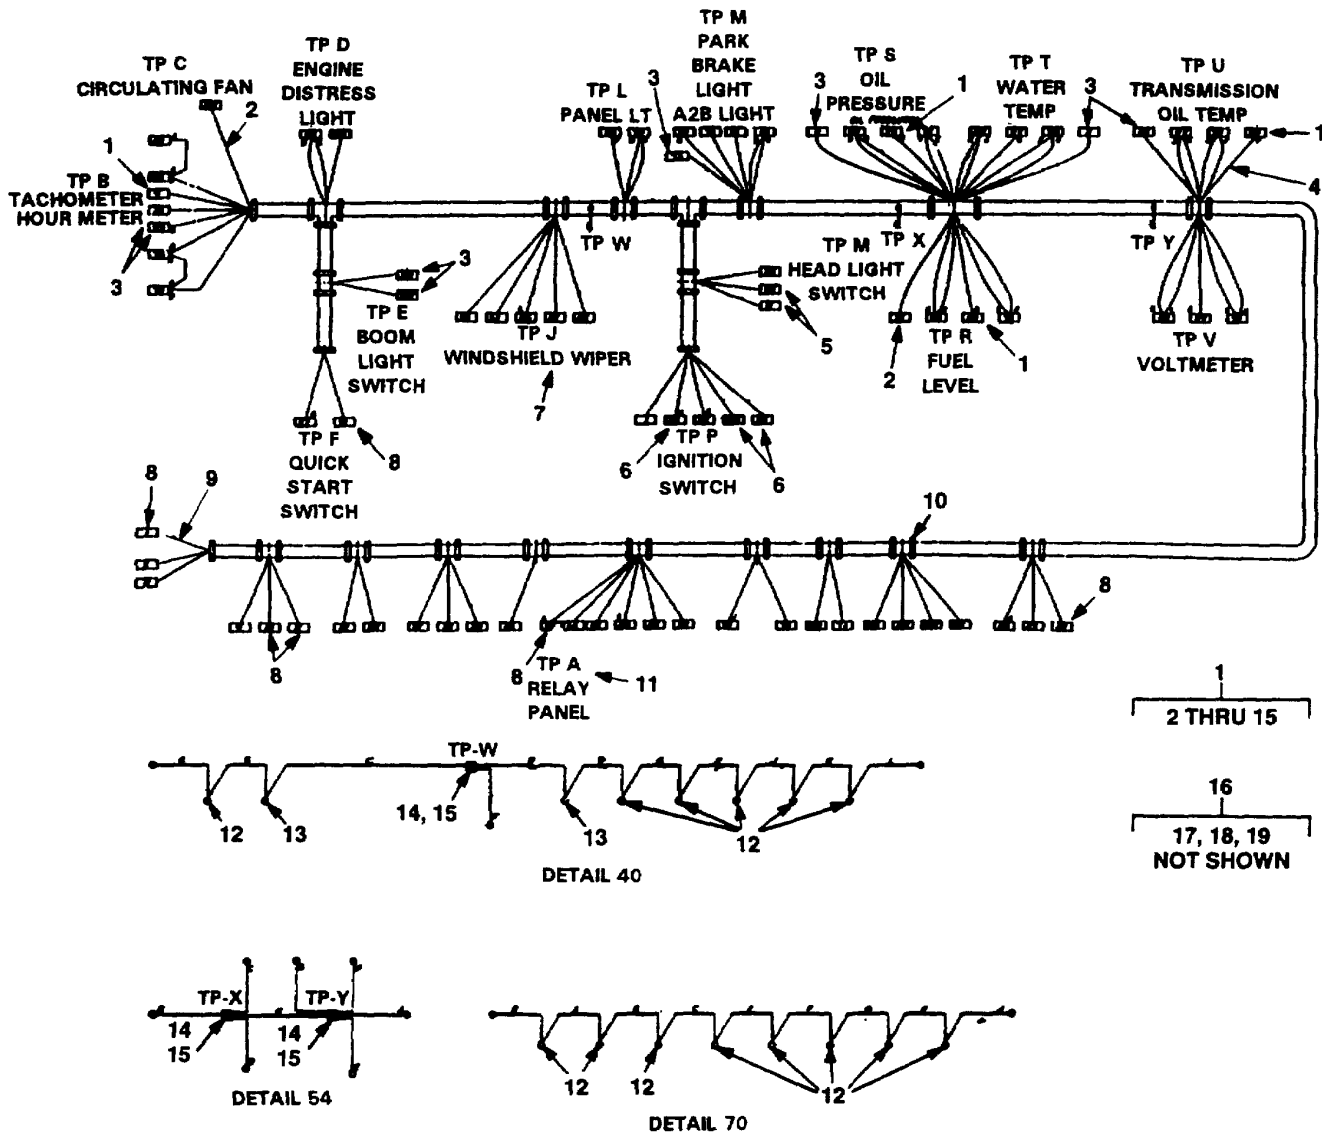 TP C
CIRCULATING FAN
2
TP D
ENGINE
DISTRESS
LIGHT
TP L
PANEL LT
3
TP M
PARK
BRAKE
LIGHT
A2B LIGHT
3
TP S
OIL
PRESSURE
1
TP T
WATER
TEMP
3
TP U
TRANSMISSION
OIL TEMP
1
4
1
TP B
TACHOMETER
HOUR METER
3
TP W
TP X
TP Y
3
TP E
BOOM
LIGHT
SWITCH
TP J
WINDSHIELD WIPER
7
TP M
HEAD LIGHT
SWITCH
5
2
TP R
FUEL
LEVEL
1
TP V
VOLTMETER
TP F
QUICK
START
SWITCH
8
6
TP P
IGNITION
SWITCH
6
8
9
10
8
8
8
TP A
RELAY
PANEL
11
1
2 THRU 15
TP-W
14, 15
12
13
13
12
DETAIL 40
16
17, 18, 19
NOT SHOWN
TP-X
TP-Y
14
15
14
15
DETAIL 54
12
12
12
DETAIL 70